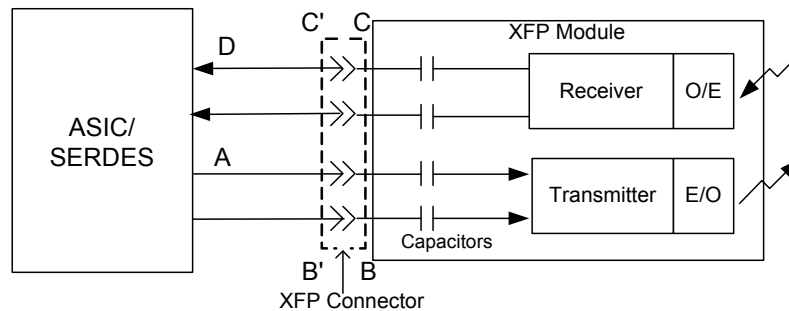 C' C
XFP Module
D
Receiver O/E
ASIC/
SERDES
A
Transmitter E/O
Capacitors
B' B
XFP Connector